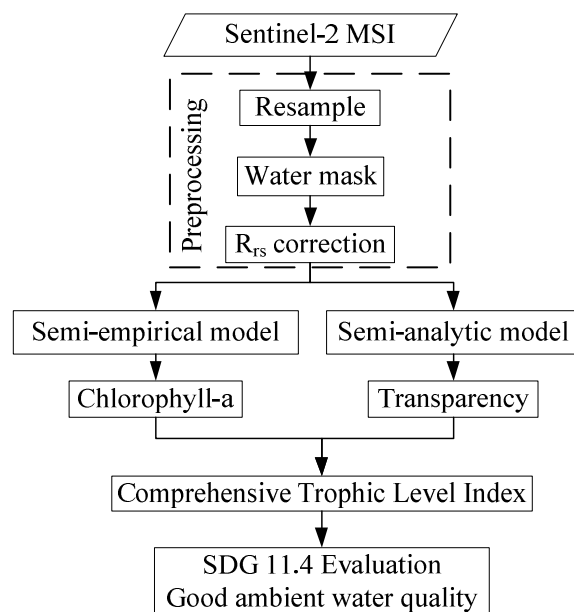 Sentinel-2 MSI
Preprocessing
Resample
Water mask
Rrs correction
Semi-empirical model
Semi-analytic model
Chlorophyll-a
Transparency
Comprehensive Trophic Level Index
SDG 11.4 Evaluation
Good ambient water quality